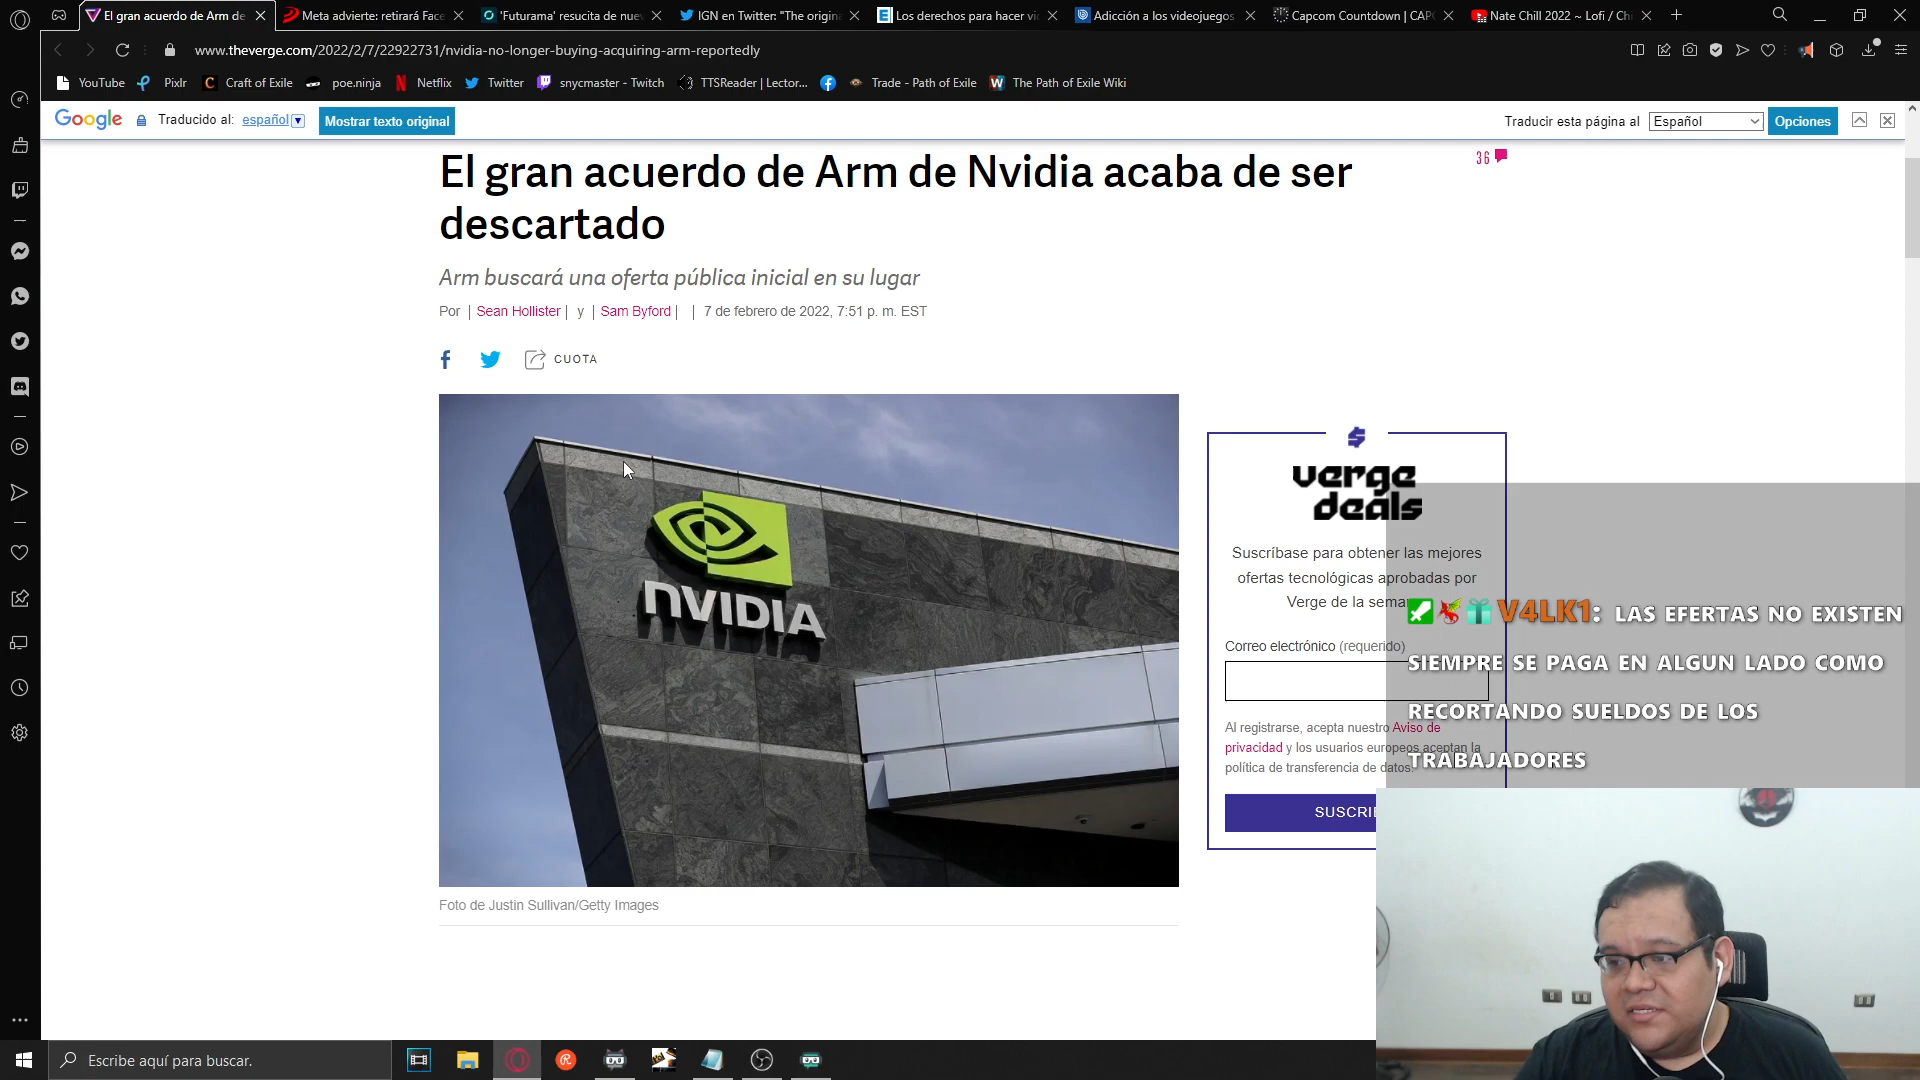 El gran acuerdo de Arm de
Meta advierte: retirará Face
'Futurama' resucita de nue
IGN en Twitter: "The origina
Los derechos para hacer vi
Adicción a los videojuegos
Capcom Countdown | CAPC
Nate Chill 2022 ~ Lofi / Chi
www.theverge.com/2022/2/7/22922731/nvidia-no-longer-buying-acquiring-arm-reportedly
YouTube
Pixlr
Craft of Exile
poe.ninja
Netflix
Twitter
snycmaster - Twitch
TTSReader | Lector...
Trade - Path of Exile
The Path of Exile Wiki
Google
Traducido al: español
Mostrar texto original
Traducir esta página al
Español
Opciones
El gran acuerdo de Arm de Nvidia acaba de ser
descartado
36
Arm buscará una oferta pública inicial en su lugar
Por | Sean Hollister | y | Sam Byford | | 7 de febrero de 2022, 7:51 p. m. EST
CUOTA
NVIDIA
Foto de Justin Sullivan/Getty Images
verge
deals
Suscríbase para obtener las mejores
ofertas tecnológicas aprobadas por
Verge de la sema
Correo electrónico (requerido)
Al registrarse, acepta nuestro Aviso de
privacidad y los usuarios europeos aceptan la
política de transferencia de datos.
SUSCRIB
V4LK1: LAS EFERTAS NO EXISTEN
SIEMPRE SE PAGA EN ALGUN LADO COMO
RECORTANDO SUELDOS DE LOS
TRABAJADORES
Escribe aquí para buscar.